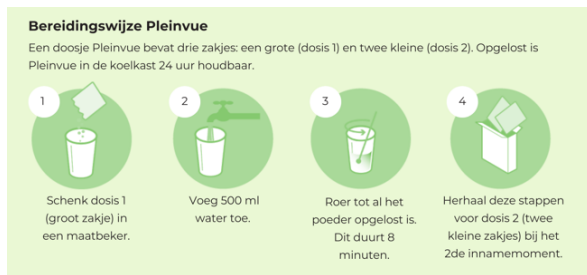 Bereidingswijze Pleinvue
Een doosje Pleinvue bevat drie zakjes: een grote (dosis 1) en twee kleine (dosis 2). Opgelost is
Pleinvue in de koelkast 24 uur houdbaar.
1
Schenk dosis 1
(groot zakje) in
een maatbeker.
2
Voeg 500 ml
water toe.
3
Roer tot al het
poeder opgelost is.
Dit duurt 8
minuten.
4
Herhaal deze stappen
voor dosis 2 (twee
kleine zakjes) bij het
2de innamemoment.